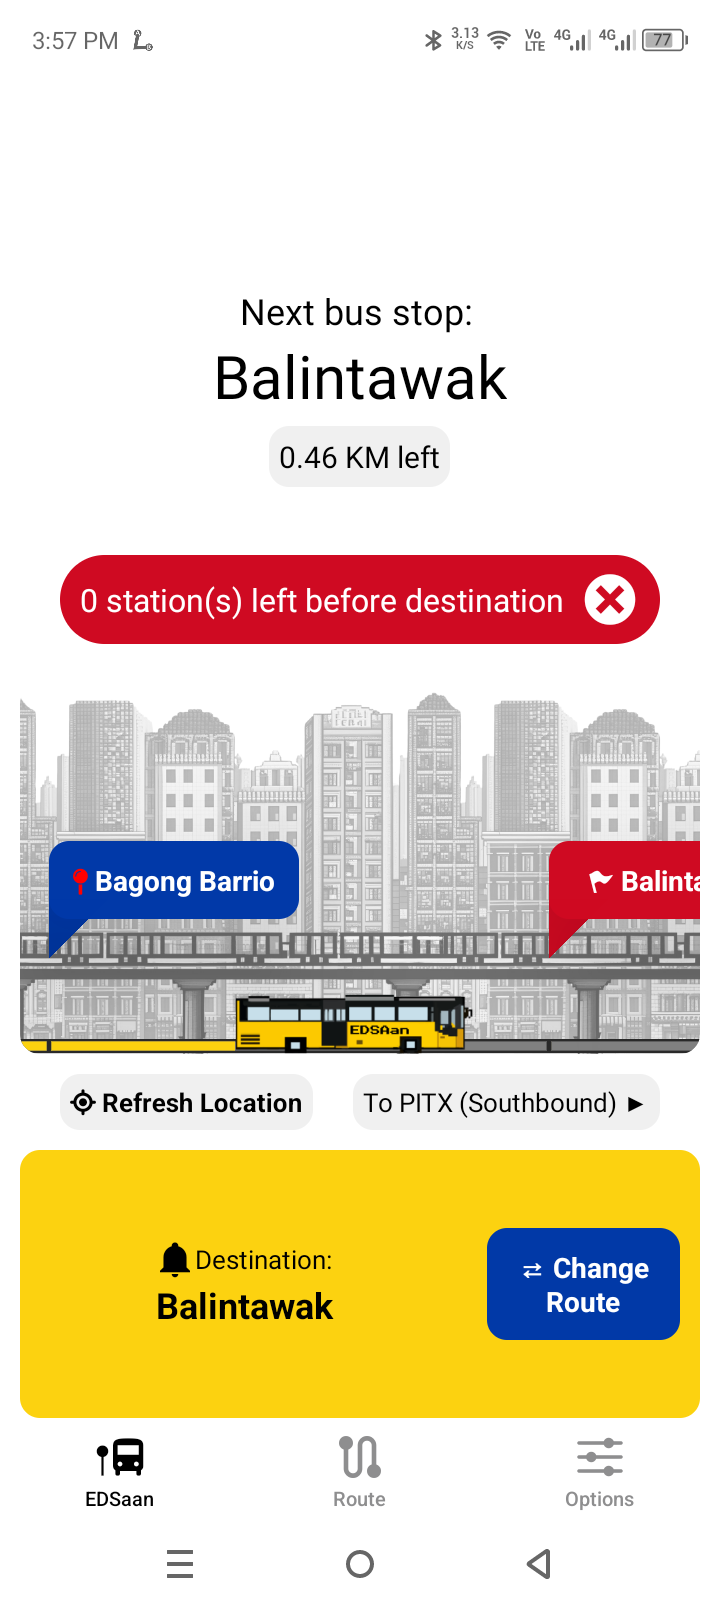 3:57 PM
3.13 K/S
Vo LTE
4G
4G
77
Next bus stop:
Balintawak
0.46 KM left
0 station(s) left before destination
Bagong Barrio
Balinta
EDSAan
Refresh Location
To PITX (Southbound) ►
Destination:
Balintawak
Change
Route
EDSaan
Route
Options